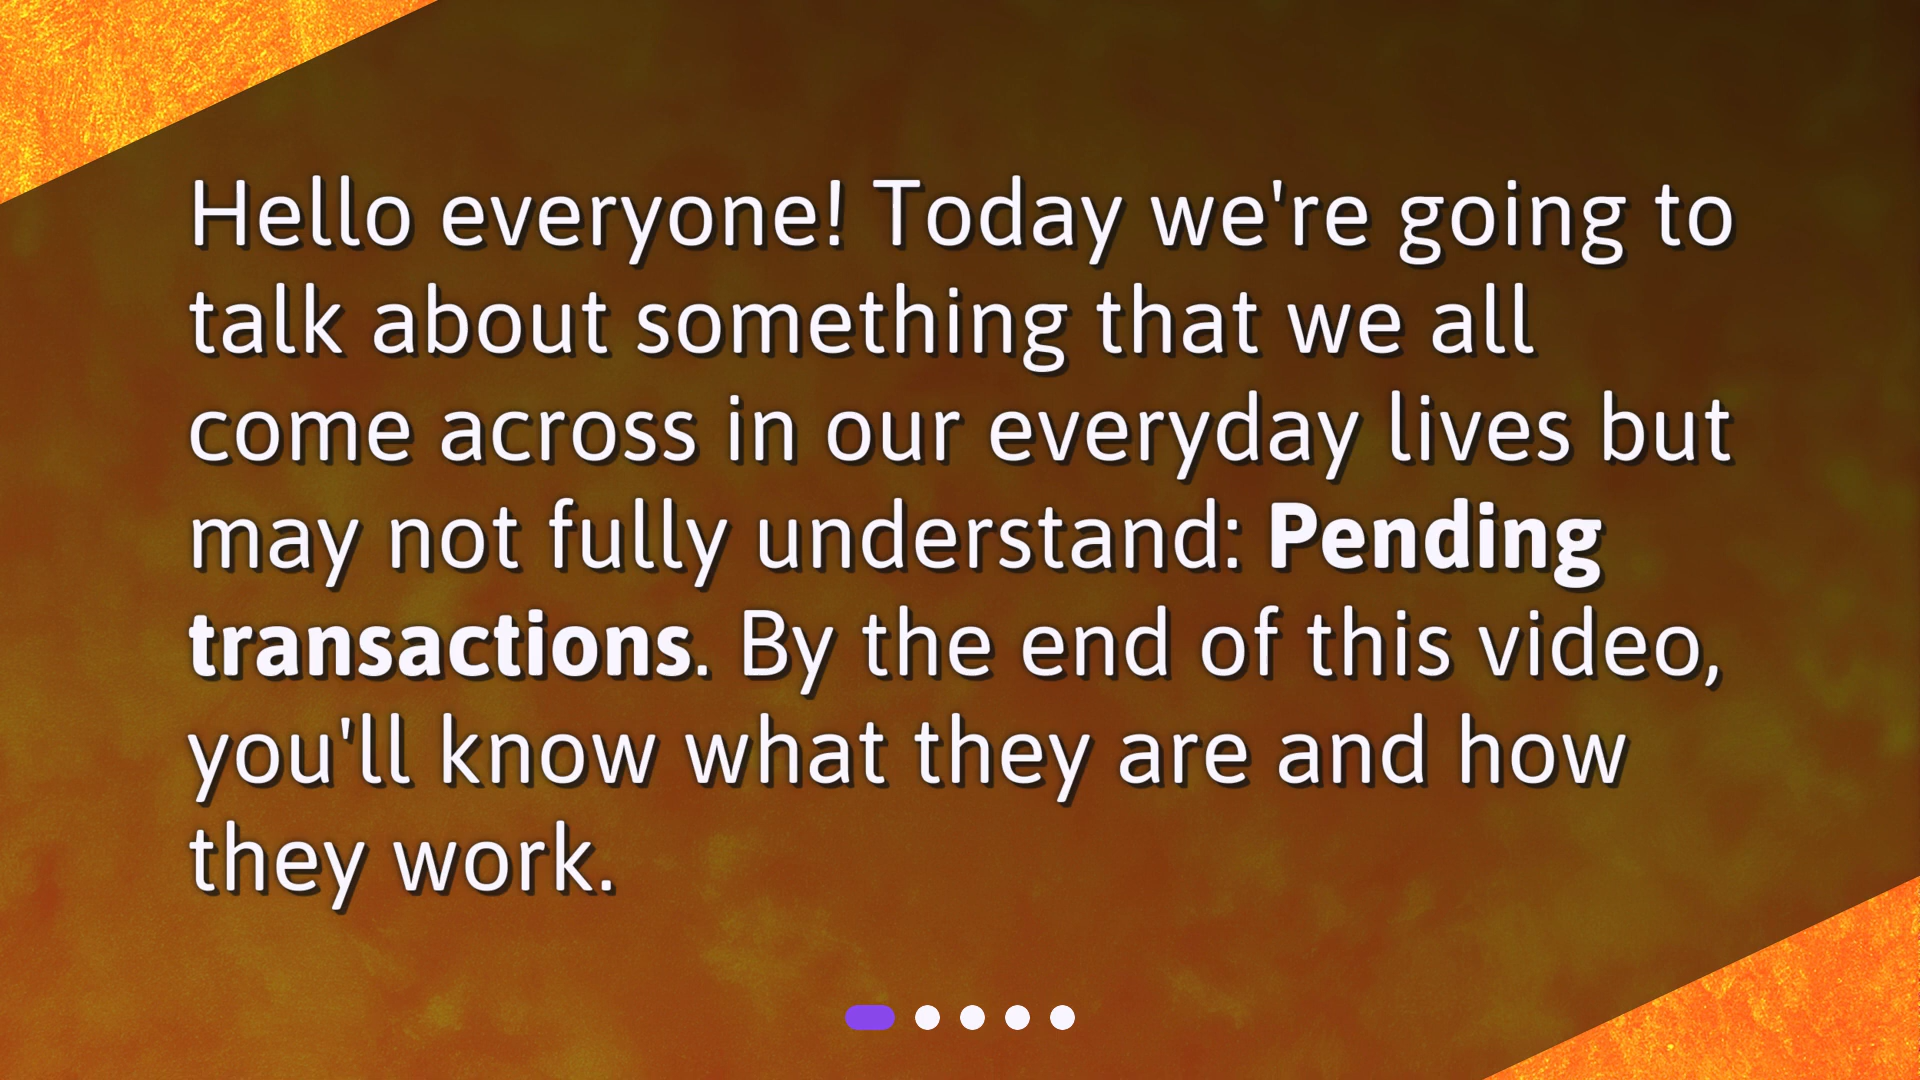 Hello everyone! Today we're going to
talk about something that we all
come across in our everyday lives but
may not fully understand: Pending
transactions. By the end of this video,
you'll know what they are and how
they work.